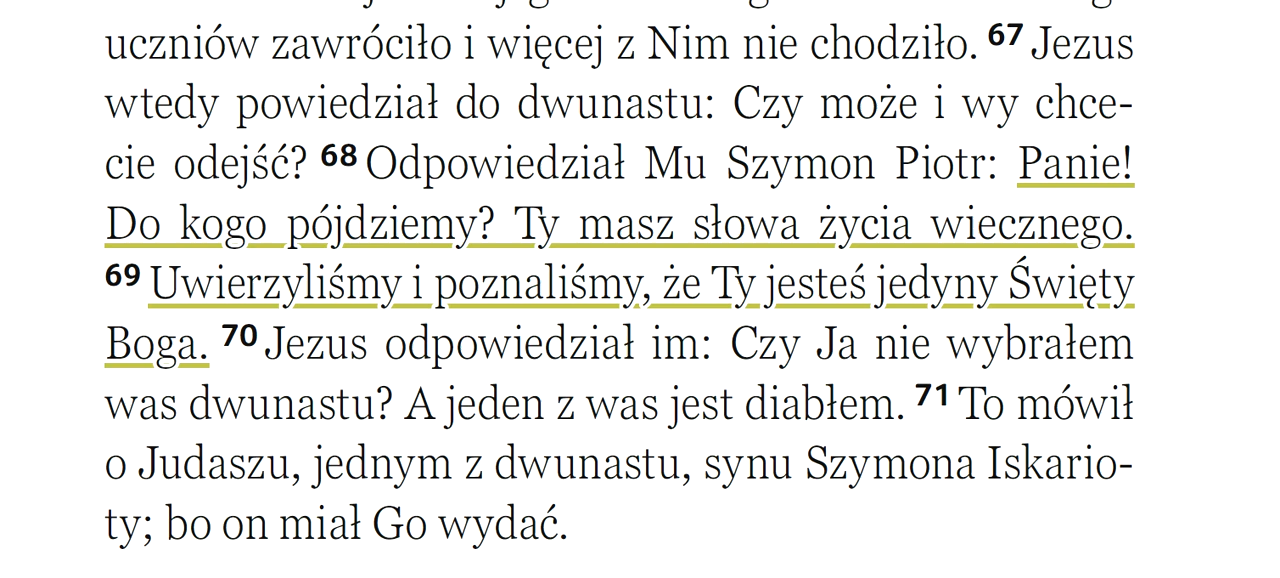 uczniów zawróciło i więcej z Nim nie chodziło. 67 Jezus
wtedy powiedział do dwunastu: Czy może i wy chce-
cie odejść? 68 Odpowiedział Mu Szymon Piotr: Panie!
Do kogo pójdziemy? Ty masz słowa życia wiecznego.
69 Uwierzyliśmy i poznaliśmy, że Ty jesteś jedyny Święty
Boga. 70 Jezus odpowiedział im: Czy Ja nie wybrałem
was dwunastu? A jeden z was jest diabłem. 71 To mówił
o Judaszu, jednym z dwunastu, synu Szymona Iskario-
ty; bo on miał Go wydać.